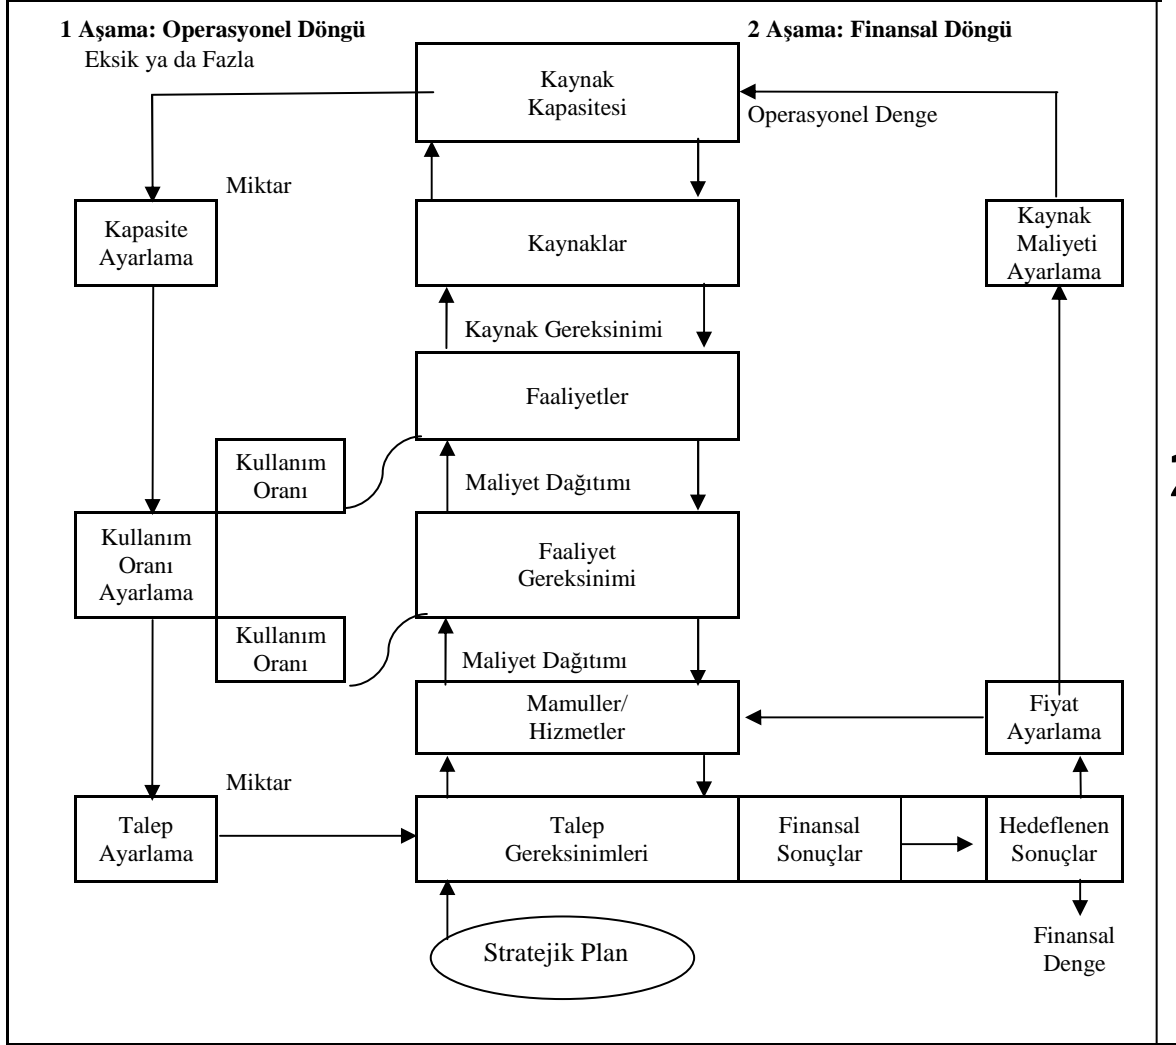 1 Aşama: Operasyonel Döngü
2 Aşama: Finansal Döngü
Eksik ya da Fazla
Kaynak
Kapasitesi
Operasyonel Denge
Miktar
Kapasite
Ayarlama
Kaynaklar
Kaynak
Maliyeti
Ayarlama
Kaynak Gereksinimi
Faaliyetler
Kullanım
Oranı
Maliyet Dağıtımı
Kullanım
Oranı
Ayarlama
Faaliyet
Gereksinimi
Kullanım
Oranı
Maliyet Dağıtımı
Mamuller/
Hizmetler
Fiyat
Ayarlama
Miktar
Talep
Ayarlama
Talep
Gereksinimleri
Finansal
Sonuçlar
Hedeflenen
Sonuçlar
Stratejik Plan
Finansal
Denge